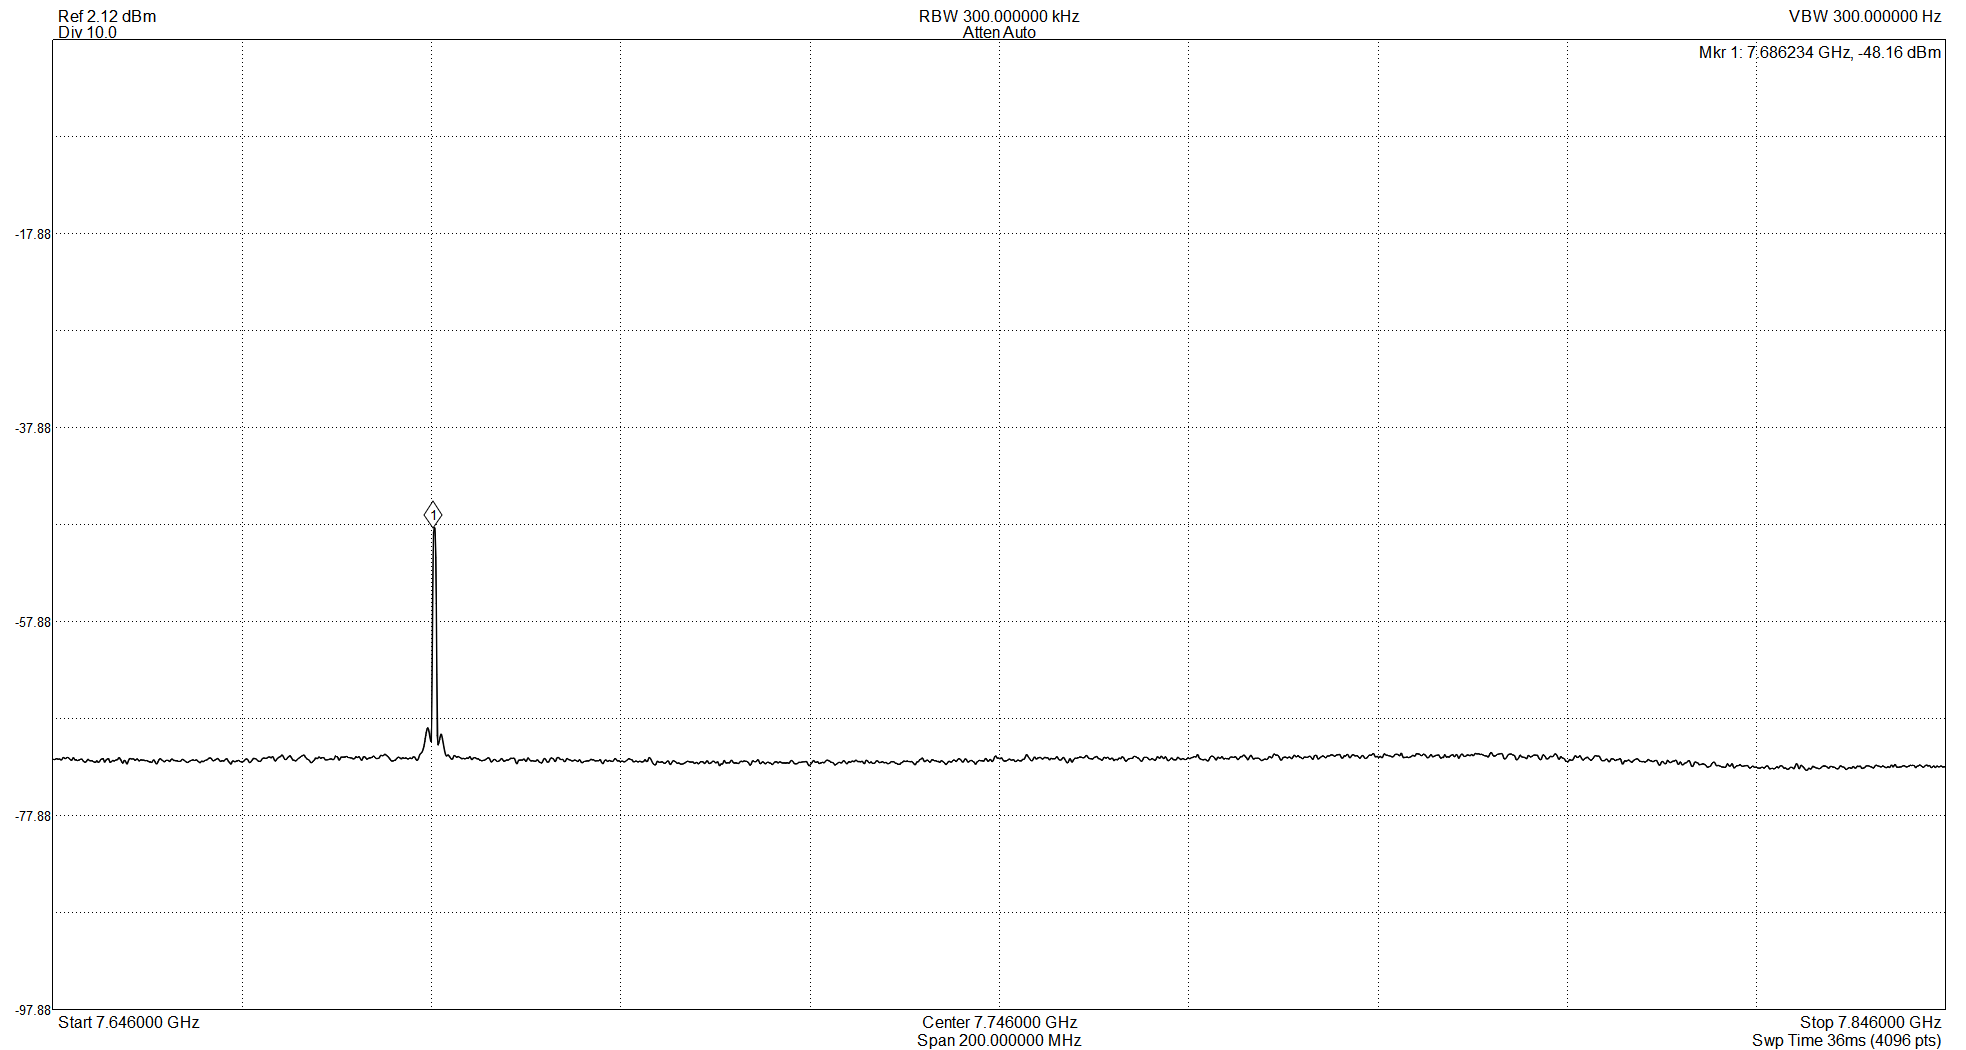 Ref 2.12 dBm
RBW 300.000000 kHz
VBW 300.000000 Hz
Div 10.0
Atten Auto
Mkr 1: 7.686234 GHz, -48.16 dBm
-17.88
-37.88
1
-57.88
-77.88
-97.88
Start 7.646000 GHz
Center 7.746000 GHz
Stop 7.846000 GHz
Span 200.000000 MHz
Swp Time 36ms (4096 pts)